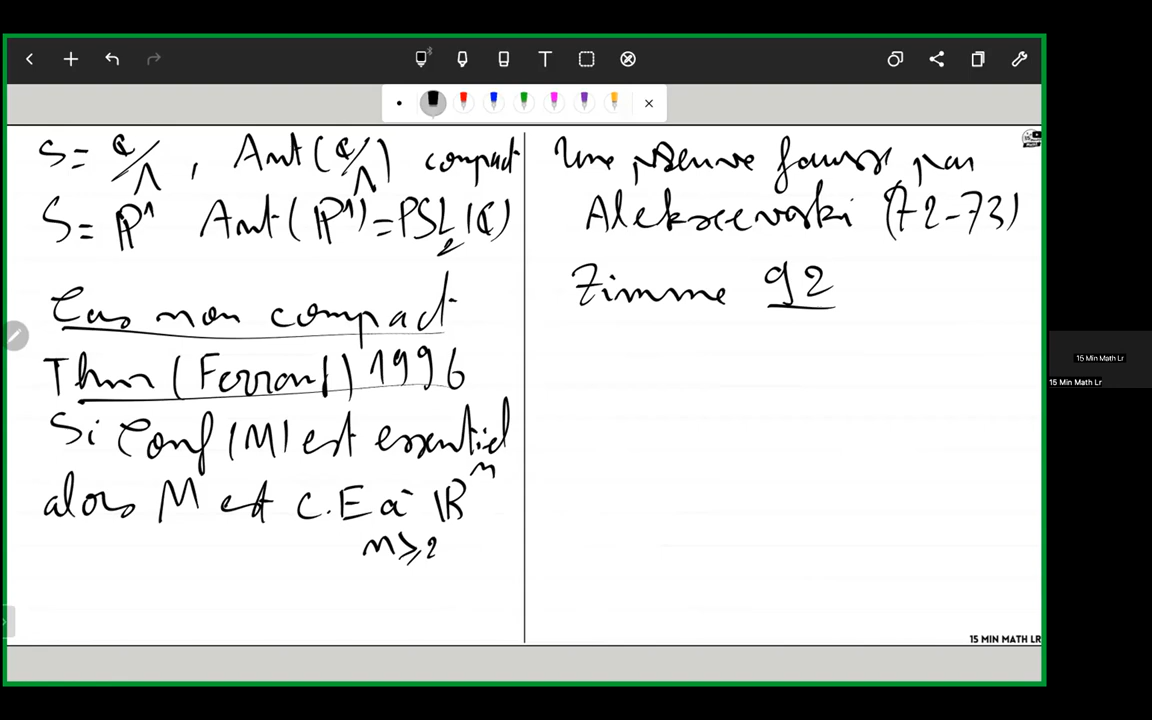 S = ℂ/Λ , Aut(ℂ/Λ) compact
S = ℙ¹ Aut(ℙ¹) = PSL₂(ℂ)
Cas non compact
Thm (Ferrand) 1996
Si Conf(M) est essentiel
alors M est C.E à ℝⁿ
n ≥ 2
Une preuve fausse par
Alekseevski (72-73)
Zimme 92
15 MIN MATH LR
15 Min Math Lr
15 Min Math Lr